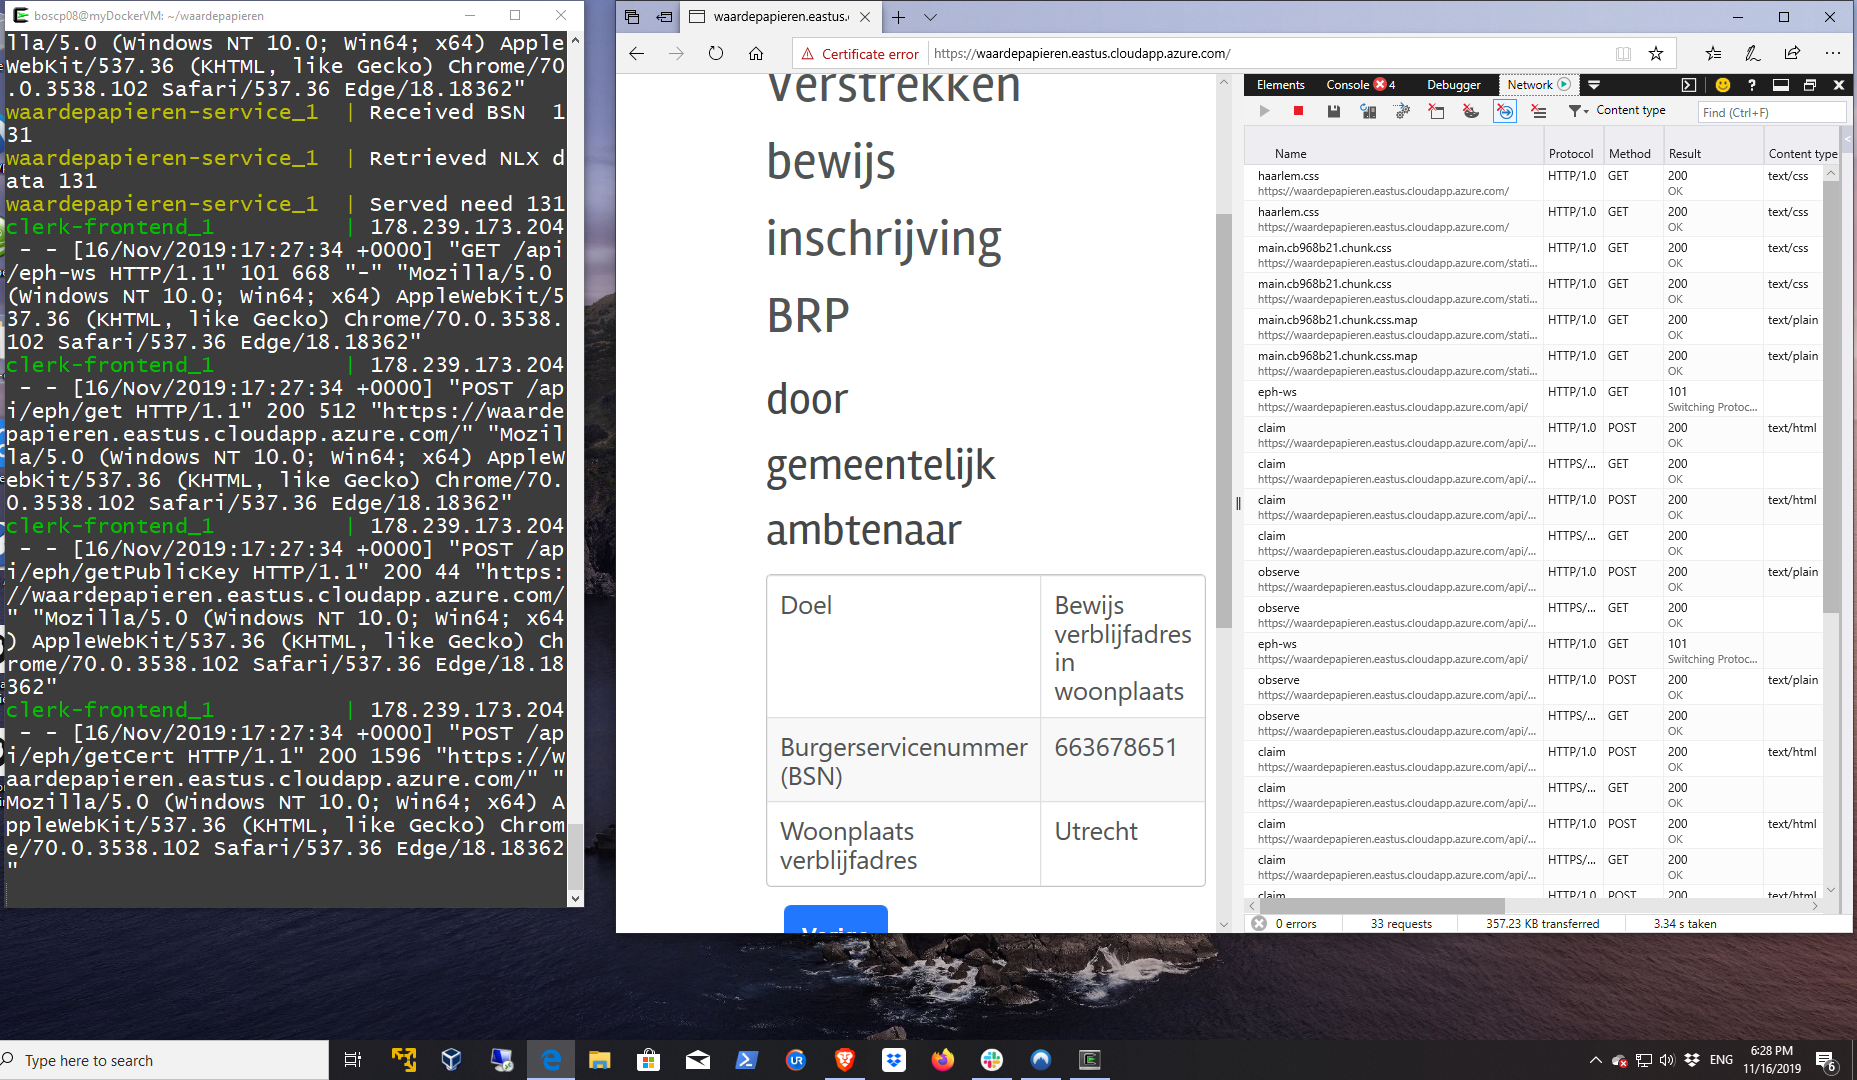 boscp08@myDockerVM: ~/waardepapieren
lla/5.0 (Windows NT 10.0; Win64; x64) Apple
WebKit/537.36 (KHTML, like Gecko) Chrome/70
.0.3538.102 Safari/537.36 Edge/18.18362"
waardepapieren-service_1 | Received BSN 1
31
waardepapieren-service_1 | Retrieved NLX d
ata 131
waardepapieren-service_1 | Served need 131
clerk-frontend_1 | 178.239.173.204
- - [16/Nov/2019:17:27:34 +0000] "GET /api
/eph-ws HTTP/1.1" 101 668 "-" "Mozilla/5.0
(Windows NT 10.0; Win64; x64) AppleWebKit/5
37.36 (KHTML, like Gecko) Chrome/70.0.3538.
102 Safari/537.36 Edge/18.18362"
clerk-frontend_1 | 178.239.173.204
- - [16/Nov/2019:17:27:34 +0000] "POST /ap
i/eph/get HTTP/1.1" 200 512 "https://waarde
papieren.eastus.cloudapp.azure.com/" "Mozil
la/5.0 (Windows NT 10.0; Win64; x64) AppleW
ebKit/537.36 (KHTML, like Gecko) Chrome/70.
0.3538.102 Safari/537.36 Edge/18.18362"
clerk-frontend_1 | 178.239.173.204
- - [16/Nov/2019:17:27:34 +0000] "POST /ap
i/eph/getPublicKey HTTP/1.1" 200 44 "https:
//waardepapieren.eastus.cloudapp.azure.com/
" "Mozilla/5.0 (Windows NT 10.0; Win64; x64
) AppleWebKit/537.36 (KHTML, like Gecko) Ch
rome/70.0.3538.102 Safari/537.36 Edge/18.18
362"
clerk-frontend_1 | 178.239.173.204
- - [16/Nov/2019:17:27:34 +0000] "POST /ap
i/eph/getCert HTTP/1.1" 200 1596 "https://w
aardepapieren.eastus.cloudapp.azure.com/" "
Mozilla/5.0 (Windows NT 10.0; Win64; x64) A
ppleWebKit/537.36 (KHTML, like Gecko) Chrom
e/70.0.3538.102 Safari/537.36 Edge/18.18362
"
waardepapieren.eastus.
Certificate error https://waardepapieren.eastus.cloudapp.azure.com/
Verstrekken
bewijs
inschrijving
BRP
door
gemeentelijk
ambtenaar
Doel
Bewijs
verblijfadres
in
woonplaats
Burgerservicenummer
(BSN)
663678651
Woonplaats
verblijfadres
Utrecht
Elements Console 4 Debugger Network
Content type Find (Ctrl+F)
Name Protocol Method Result Content type
haarlem.css HTTP/1.0 GET 200 text/css
https://waardepapieren.eastus.cloudapp.azure.com/ OK
haarlem.css HTTP/1.0 GET 200 text/css
https://waardepapieren.eastus.cloudapp.azure.com/ OK
main.cb968b21.chunk.css HTTP/1.0 GET 200 text/css
https://waardepapieren.eastus.cloudapp.azure.com/stati... OK
main.cb968b21.chunk.css HTTP/1.0 GET 200 text/css
https://waardepapieren.eastus.cloudapp.azure.com/stati... OK
main.cb968b21.chunk.css.map HTTP/1.0 GET 200 text/plain
https://waardepapieren.eastus.cloudapp.azure.com/stati... OK
main.cb968b21.chunk.css.map HTTP/1.0 GET 200 text/plain
https://waardepapieren.eastus.cloudapp.azure.com/stati... OK
eph-ws HTTP/1.0 GET 101
https://waardepapieren.eastus.cloudapp.azure.com/api/ Switching Protoc...
claim HTTP/1.0 POST 200 text/html
https://waardepapieren.eastus.cloudapp.azure.com/api/... OK
claim HTTPS/... GET 200
https://waardepapieren.eastus.cloudapp.azure.com/api/... OK
claim HTTP/1.0 POST 200 text/html
https://waardepapieren.eastus.cloudapp.azure.com/api/... OK
claim HTTPS/... GET 200
https://waardepapieren.eastus.cloudapp.azure.com/api/... OK
observe HTTP/1.0 POST 200 text/plain
https://waardepapieren.eastus.cloudapp.azure.com/api/... OK
observe HTTPS/... GET 200
https://waardepapieren.eastus.cloudapp.azure.com/api/... OK
eph-ws HTTP/1.0 GET 101
https://waardepapieren.eastus.cloudapp.azure.com/api/ Switching Protoc...
observe HTTP/1.0 POST 200 text/plain
https://waardepapieren.eastus.cloudapp.azure.com/api/... OK
observe HTTPS/... GET 200
https://waardepapieren.eastus.cloudapp.azure.com/api/... OK
claim HTTP/1.0 POST 200 text/html
https://waardepapieren.eastus.cloudapp.azure.com/api/... OK
claim HTTPS/... GET 200
https://waardepapieren.eastus.cloudapp.azure.com/api/... OK
claim HTTP/1.0 POST 200 text/html
https://waardepapieren.eastus.cloudapp.azure.com/api/... OK
claim HTTPS/... GET 200
https://waardepapieren.eastus.cloudapp.azure.com/api/... OK
claim HTTP/1.0 POST 200 text/html
0 errors 33 requests 357.23 KB transferred 3.34 s taken
Type here to search
UR
ENG
6:28 PM
11/16/2019
6